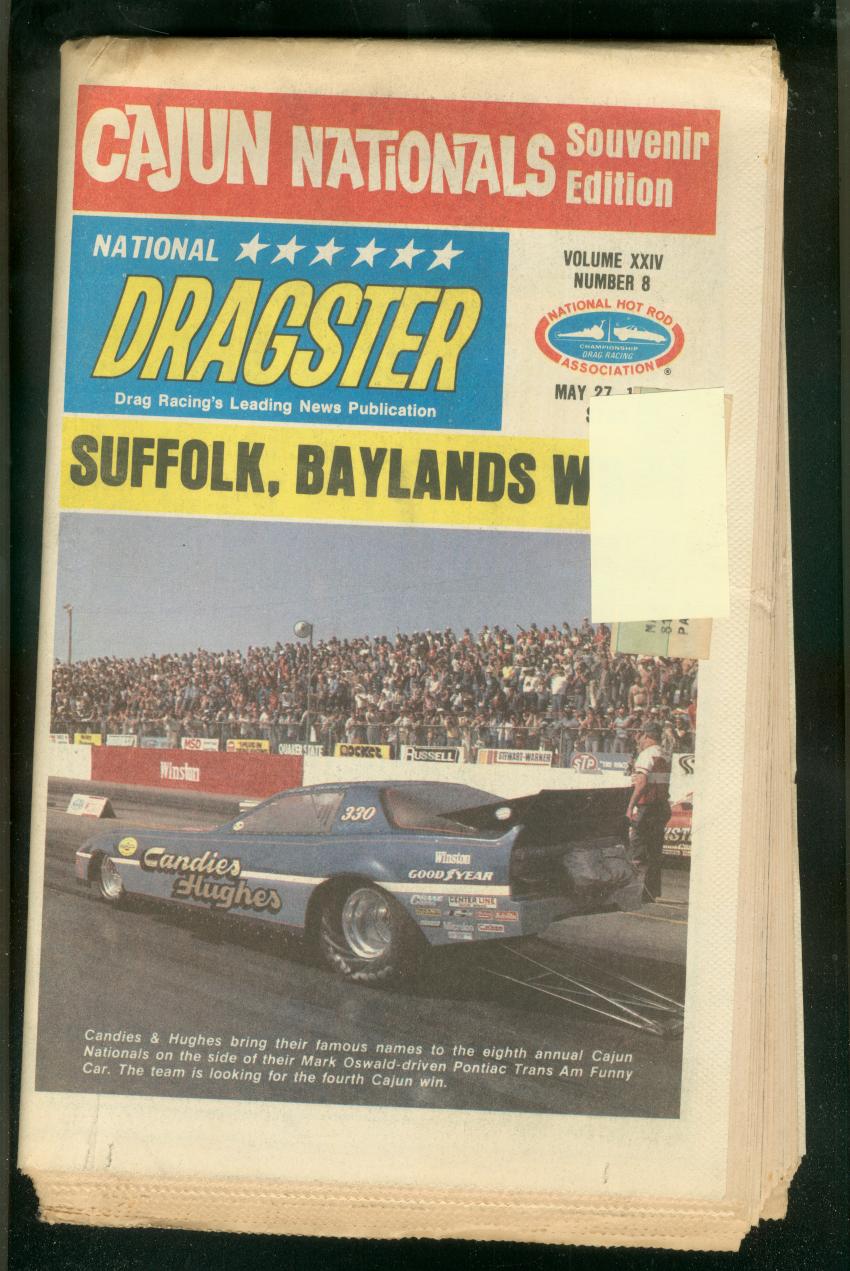 CAJUN NATIONALS Souvenir Edition
NATIONAL
DRAGSTER
Drag Racing's Leading News Publication
VOLUME XXIV
NUMBER 8
NATIONAL HOT ROD
CHAMPIONSHIP
DRAG RACING
ASSOCIATION
®
MAY 27,
SUFFOLK, BAYLANDS W
MSD
QUAKER STATE
ROCKET
RUSSELL
STEWART-WARNER
STP
Winston
330
Candies
Hughes
Winston
GOODYEAR
CENTER LINE
Candies & Hughes bring their famous names to the eighth annual Cajun
Nationals on the side of their Mark Oswald-driven Pontiac Trans Am Funny
Car. The team is looking for the fourth Cajun win.